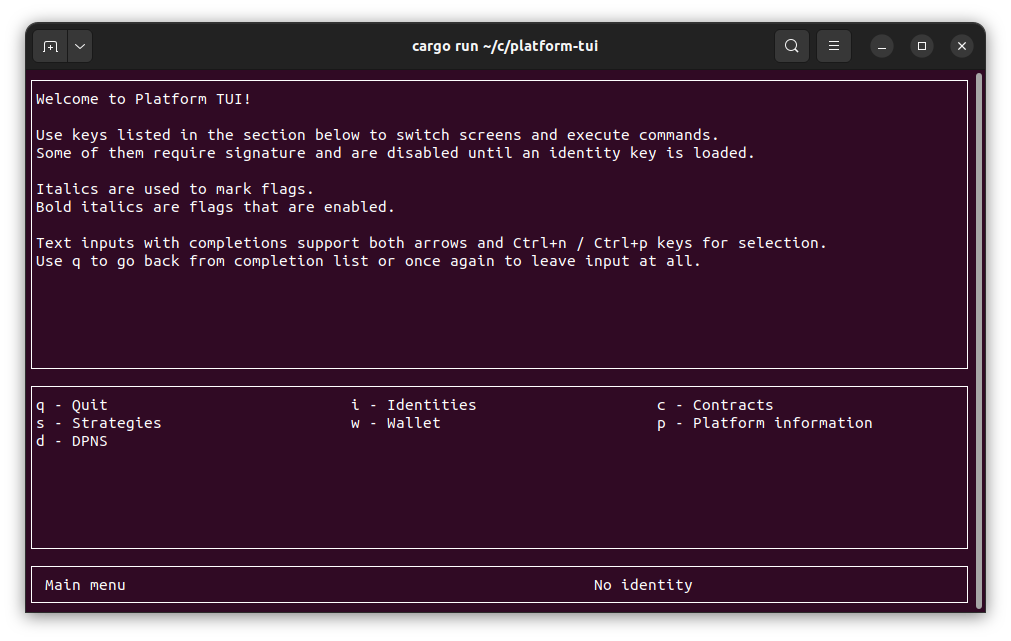 cargo run ~/c/platform-tui
Welcome to Platform TUI!
Use keys listed in the section below to switch screens and execute commands.
Some of them require signature and are disabled until an identity key is loaded.
Italics are used to mark flags.
Bold italics are flags that are enabled.
Text inputs with completions support both arrows and Ctrl+n / Ctrl+p keys for selection.
Use q to go back from completion list or once again to leave input at all.
q - Quit i - Identities c - Contracts
s - Strategies w - Wallet p - Platform information
d - DPNS
Main menu No identity